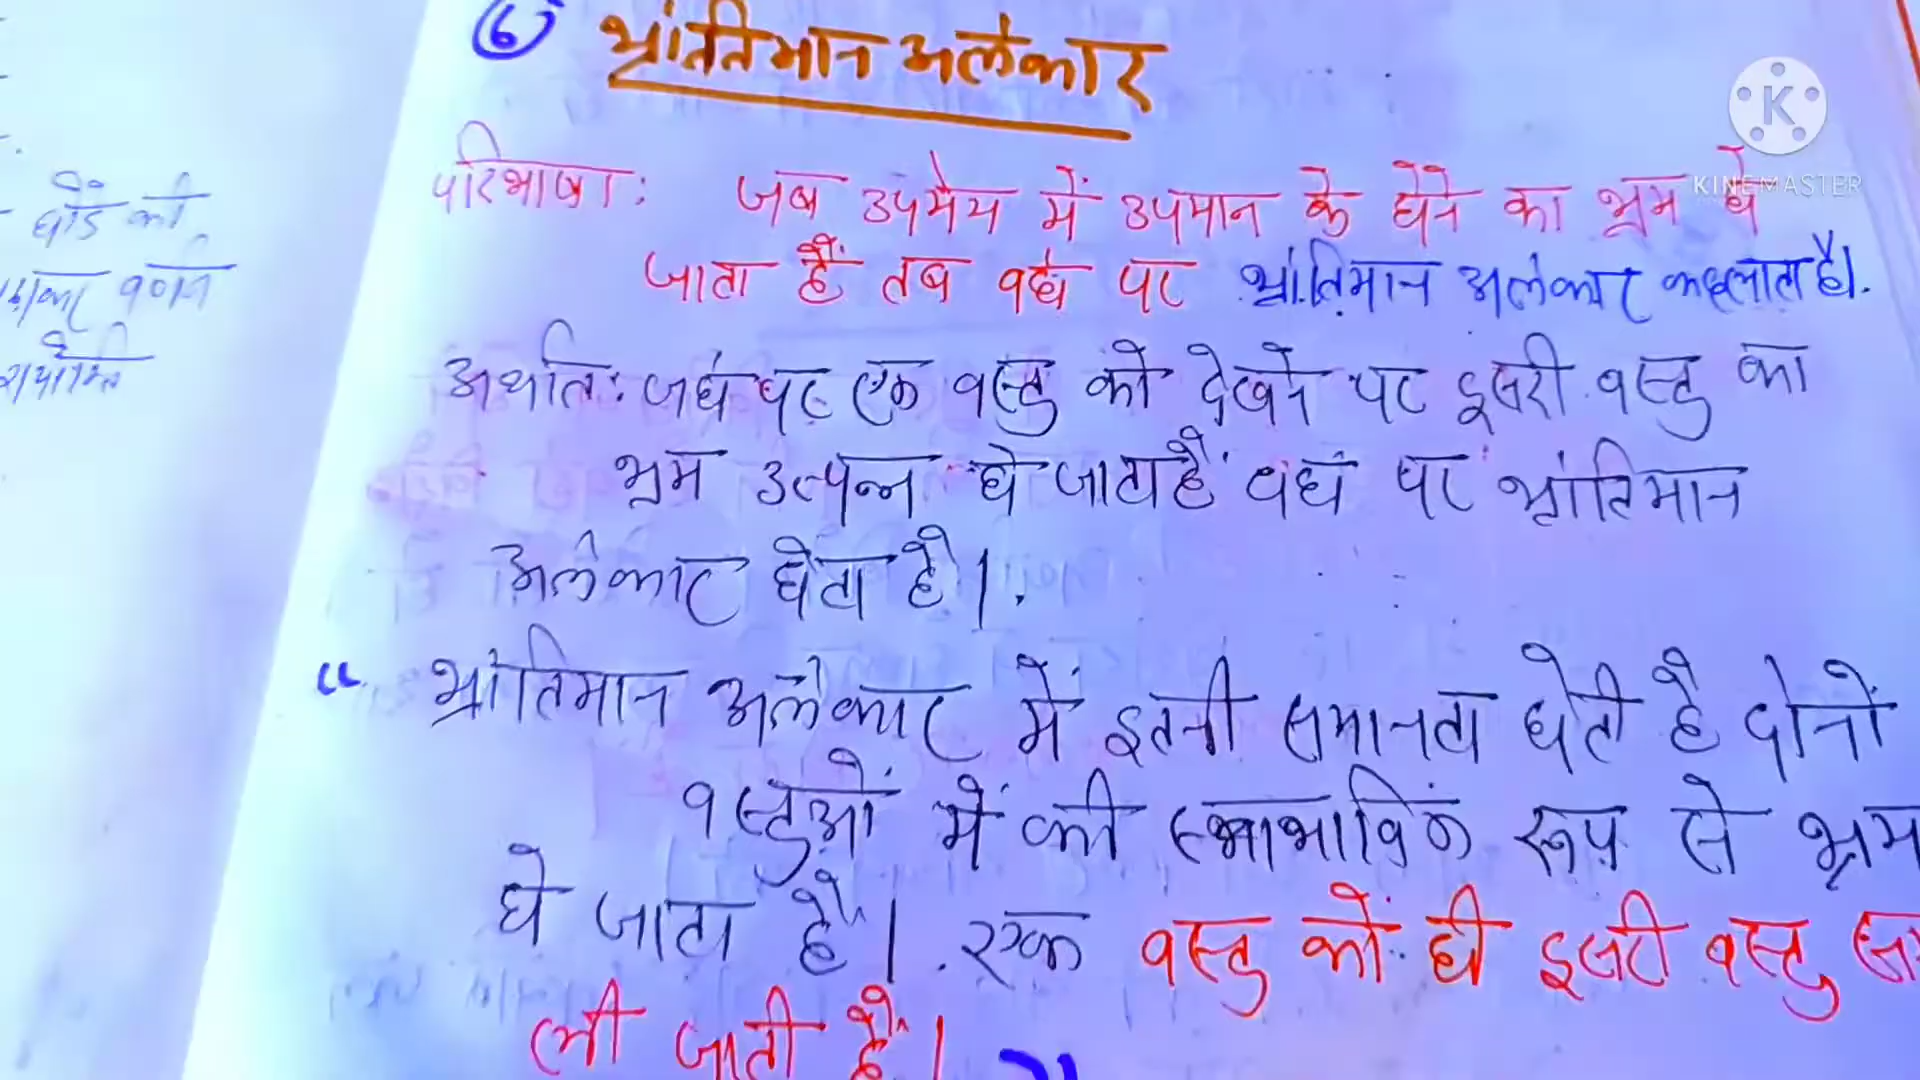 6 भ्रांतिमान अलंकार
परिभाषा: जब उपमेय में उपमान के होने का भ्रम हो
जाता हैं तब वहां पर भ्रांतिमान अलंकार कहलाता है।
अर्थात: जहां पर एक वस्तु को देखने पर दूसरी वस्तु का
भ्रम उत्पन्न हो जाता हैं वहां पर भ्रांतिमान
अलंकार होता है।
“ भ्रांतिमान अलंकार में इतनी समानता होती है दोनों
वस्तुओं में की स्वाभाविक रूप से भ्रम
हो जाता है। एक वस्तु को ही दूसरी वस्तु
ली जाती है। ”
K
KINEMASTER